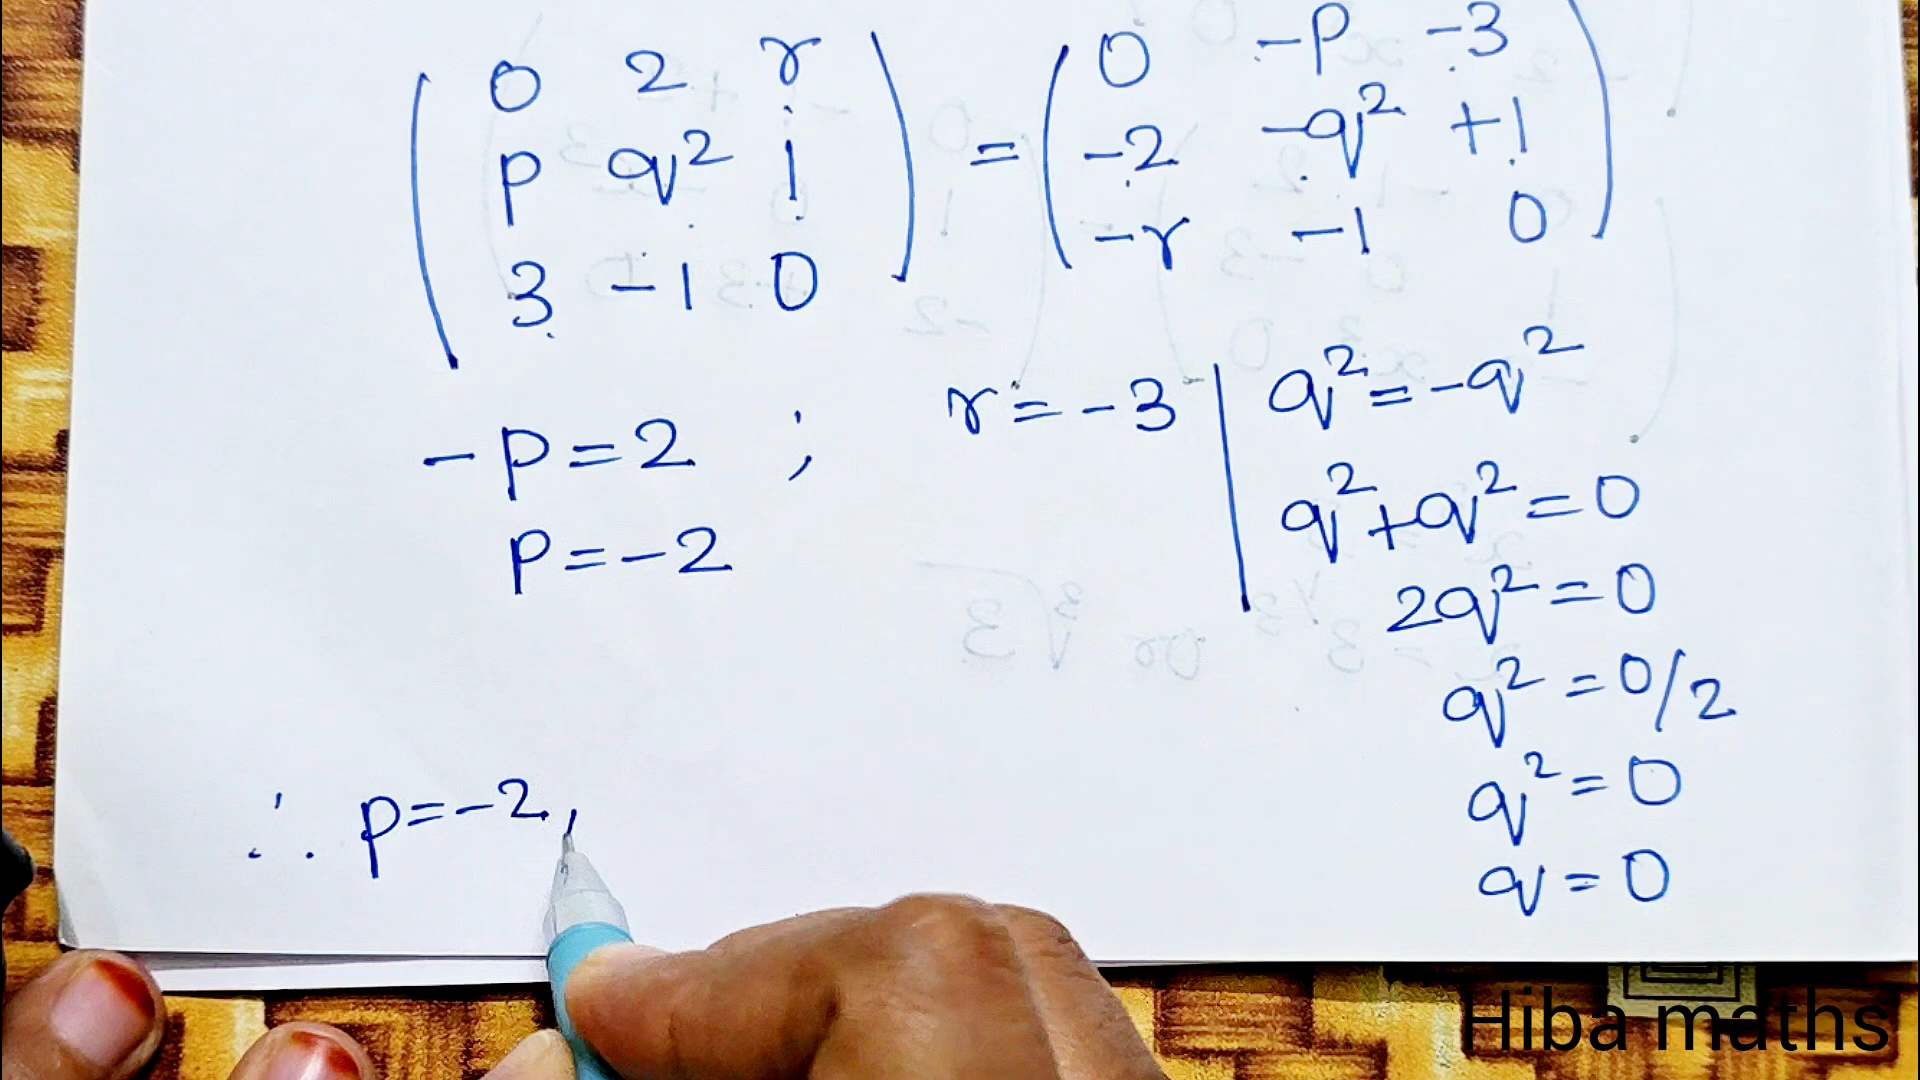 ( 0 2 r ) = ( 0 -p -3 )
( p q² 1 ) ( -2 -q² +1 )
( 3 -1 0 ) ( -r -1 0 )
-p = 2 ; r = -3 | q² = -q²
p = -2 q² + q² = 0
2q² = 0
q² = 0/2
q² = 0
∴ p = -2, q = 0
Hiba maths